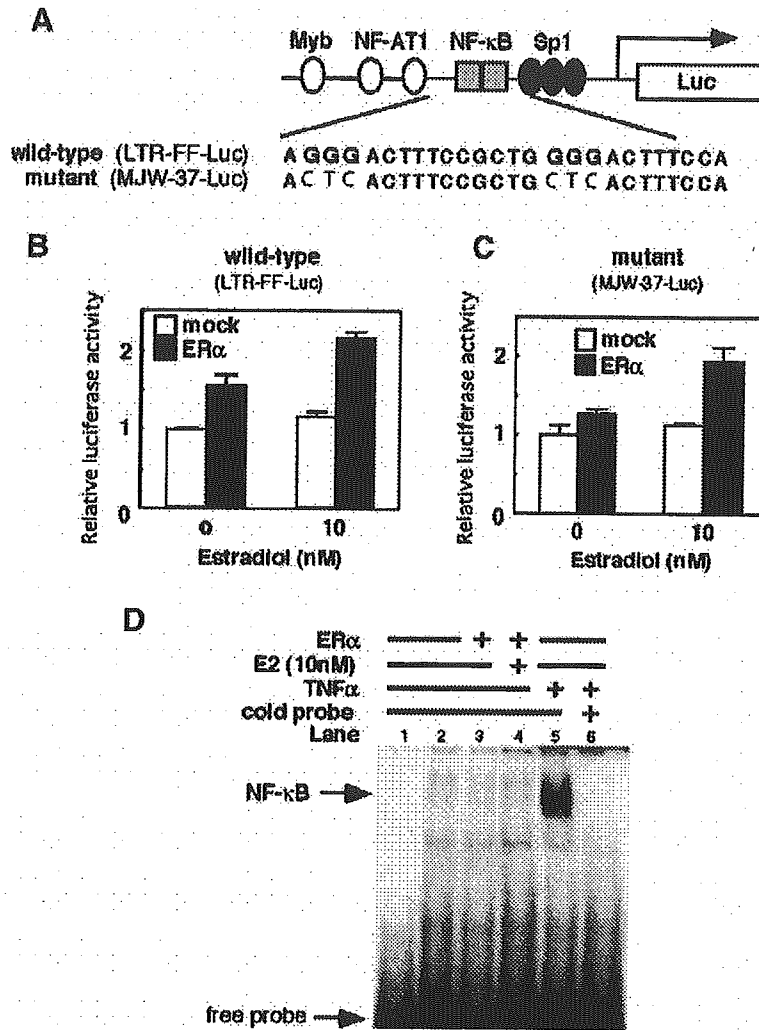 A
Myb NF-AT1 NF-κB Sp1
Luc
wild-type (LTR-FF-Luc) A GGG ACTTTCCGCTG GGGACTTTCCA
mutant (MJW-37-Luc) A CTC ACTTTCCGCTG CTC ACTTTCCA
B
wild-type
(LTR-FF-Luc)
Relative luciferase activity
2
1
0
mock
ERα
0 10
Estradiol (nM)
C
mutant
(MJW-37-Luc)
Relative luciferase activity
2
1
0
mock
ERα
0 10
Estradiol (nM)
D
ERα + +
E2 (10nM) +
TNFα + +
cold probe +
Lane 1 2 3 4 5 6
NF-κB
free probe